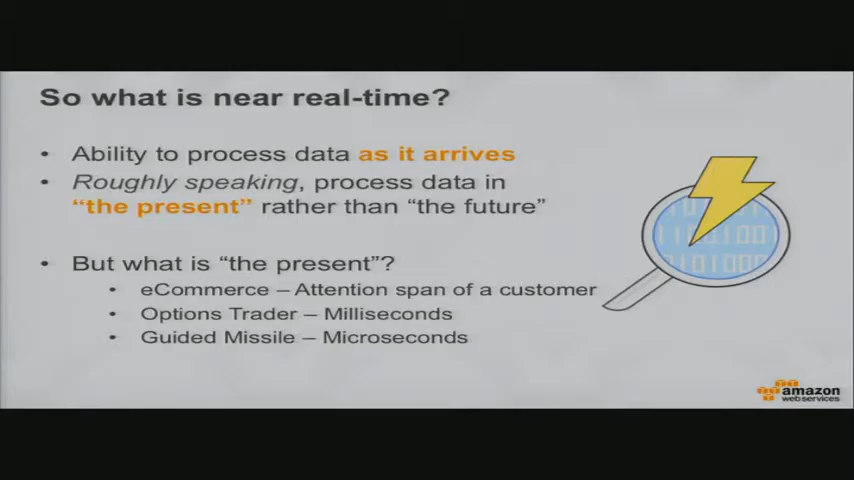 So what is near real-time?
• Ability to process data as it arrives
• Roughly speaking, process data in
“the present” rather than “the future”
• But what is “the present”?
• eCommerce – Attention span of a customer
• Options Trader – Milliseconds
• Guided Missile – Microseconds
amazon
webservices